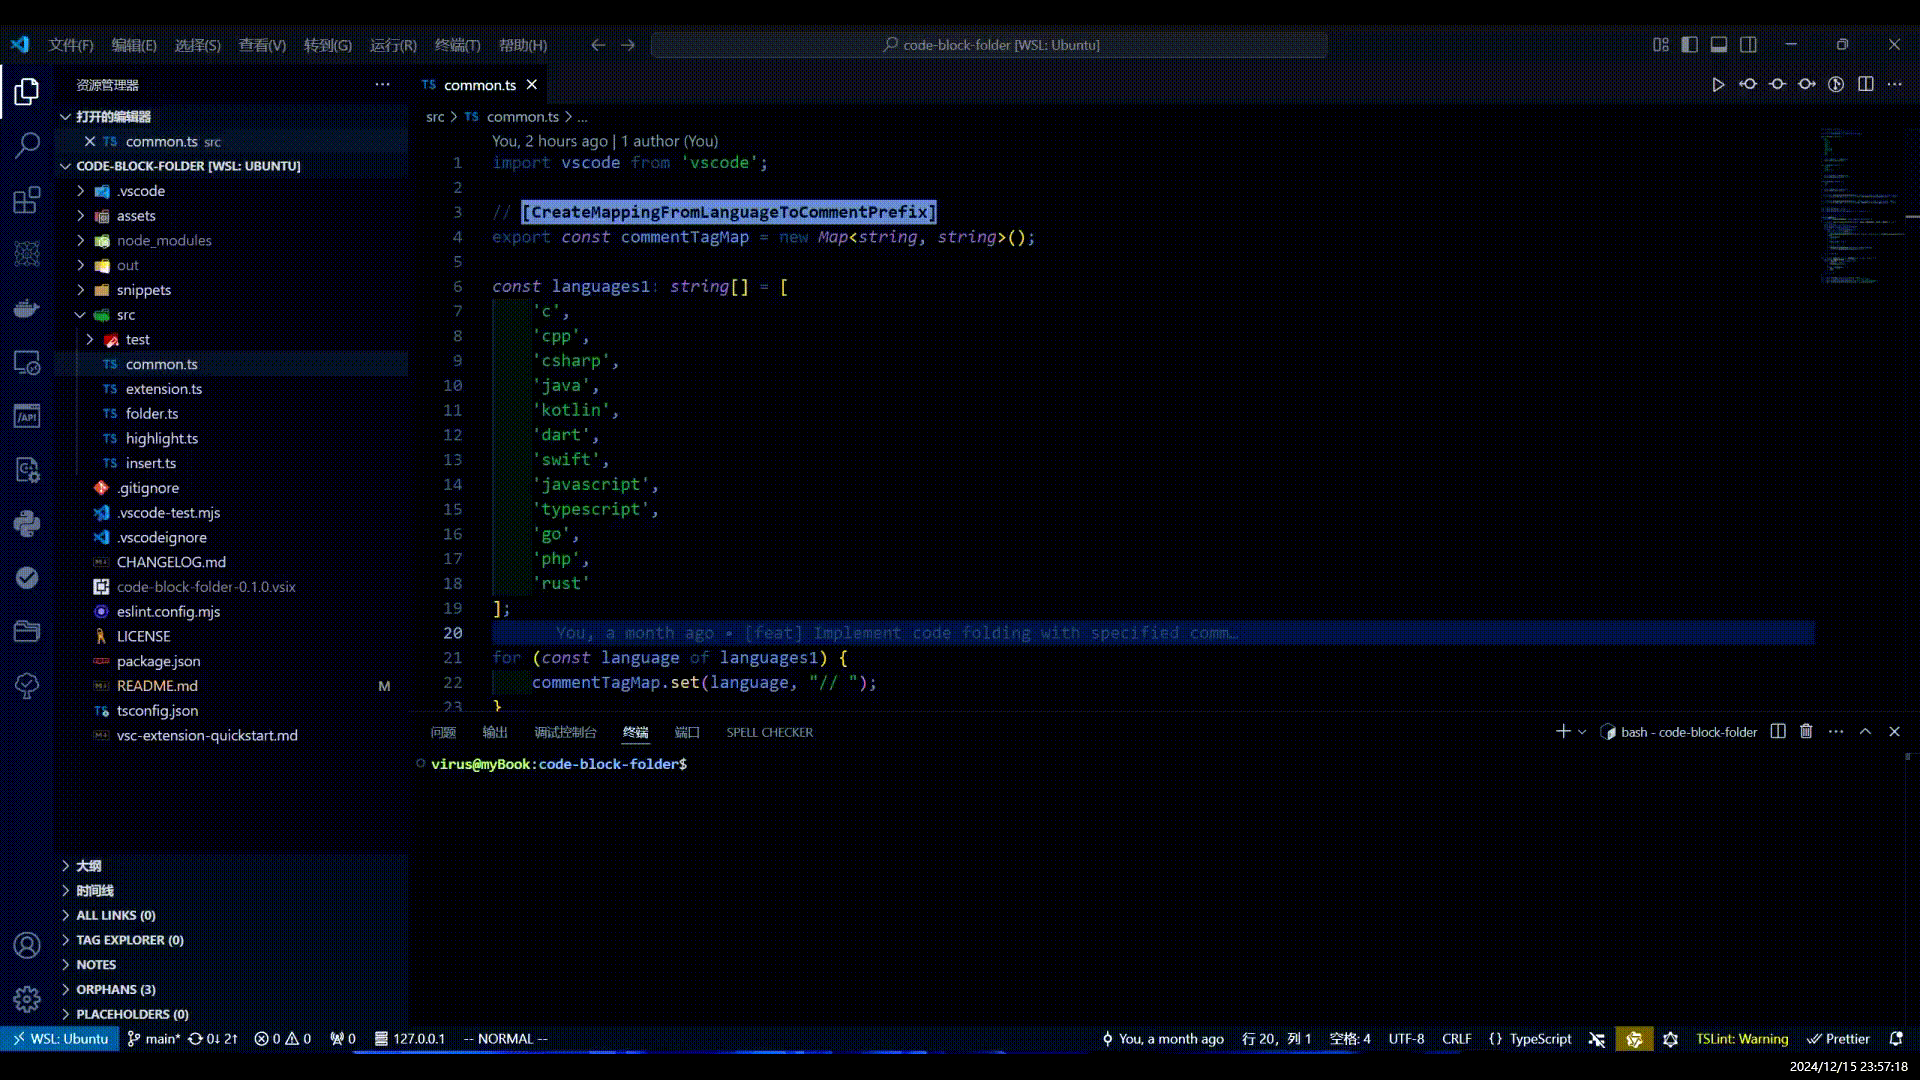 文件(F) 编辑(E) 选择(S) 查看(V) 转到(G) 运行(R) 终端(T) 帮助(H) code-block-folder [WSL: Ubuntu]
资源管理器
打开的编辑器
common.ts src
CODE-BLOCK-FOLDER [WSL: UBUNTU]
.vscode
assets
node_modules
out
snippets
src
test
TS common.ts
TS extension.ts
TS folder.ts
TS highlight.ts
TS insert.ts
.gitignore
.vscode-test.mjs
.vscodeignore
CHANGELOG.md
code-block-folder-0.1.0.vsix
eslint.config.mjs
LICENSE
package.json
README.md M
tsconfig.json
vsc-extension-quickstart.md
大纲
时间线
ALL LINKS (0)
TAG EXPLORER (0)
NOTES
ORPHANS (3)
PLACEHOLDERS (0)
TS common.ts
src > TS common.ts > ...
You, 2 hours ago | 1 author (You)
1 import vscode from 'vscode';
2
3 // [CreateMappingFromLanguageToCommentPrefix]
4 export const commentTagMap = new Map<string, string>();
5
6 const languages1: string[] = [
7 'c',
8 'cpp',
9 'csharp',
10 'java',
11 'kotlin',
12 'dart',
13 'swift',
14 'javascript',
15 'typescript',
16 'go',
17 'php',
18 'rust'
19 ];
20 You, a month ago • [feat] Implement code folding with specified comm…
21 for (const language of languages1) {
22 commentTagMap.set(language, "// ");
23 }
问题 输出 调试控制台 终端 端口 SPELL CHECKER bash - code-block-folder
virus@myBook:code-block-folder$
WSL: Ubuntu main* 0↓ 2↑ 0 0 0 127.0.0.1 -- NORMAL -- You, a month ago 行 20，列 1 空格: 4 UTF-8 CRLF {} TypeScript TSLint: Warning Prettier
2024/12/15 23:57:18